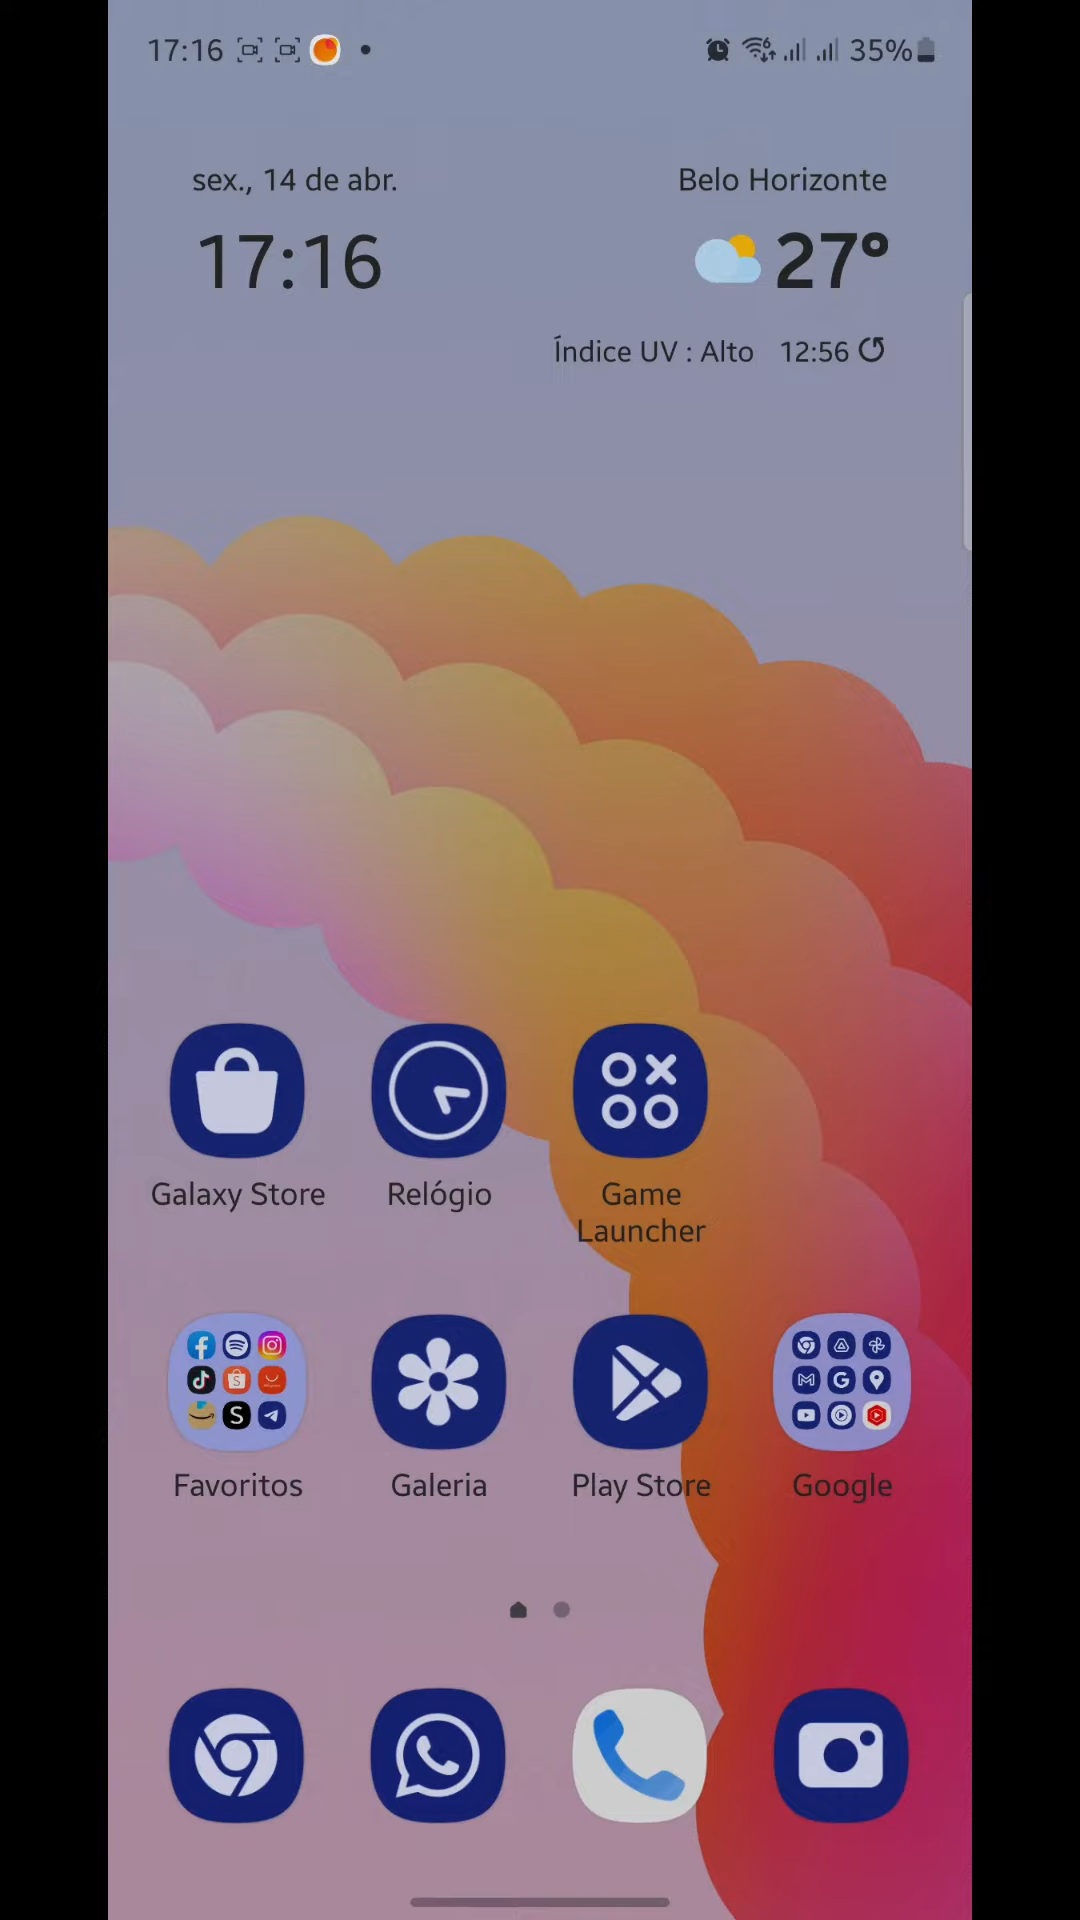 17:16
35%
sex., 14 de abr.
Belo Horizonte
17:16
27°
Índice UV : Alto 12:56
Galaxy Store
Relógio
Game
Launcher
Favoritos
Galeria
Play Store
Google